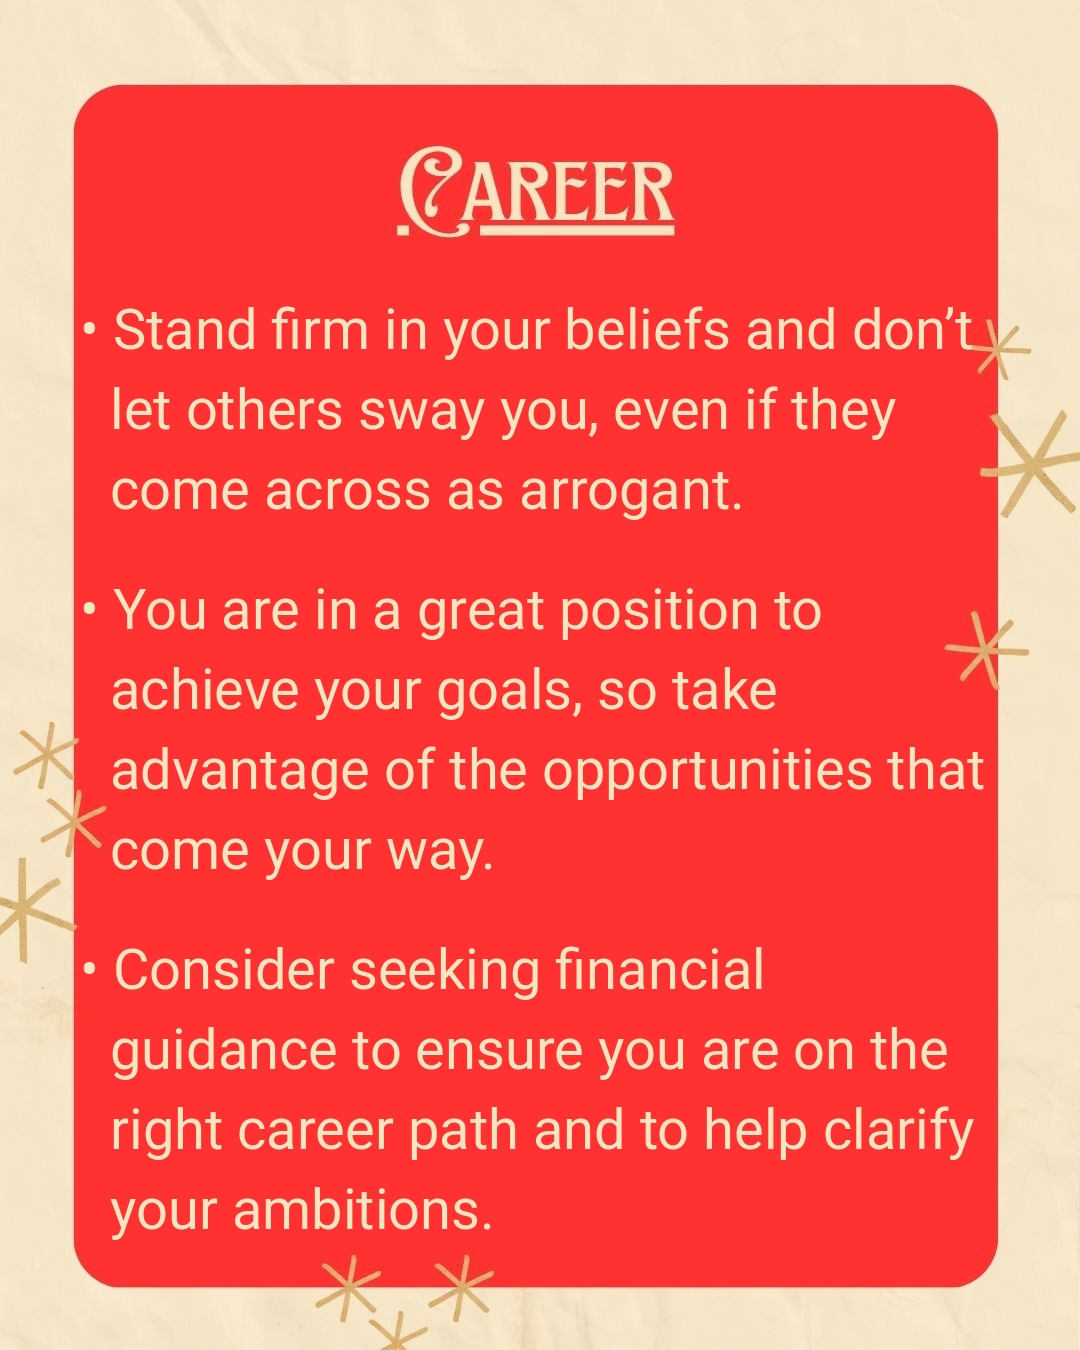 Career
• Stand firm in your beliefs and don’t
let others sway you, even if they
come across as arrogant.
• You are in a great position to
achieve your goals, so take
advantage of the opportunities that
come your way.
• Consider seeking financial
guidance to ensure you are on the
right career path and to help clarify
your ambitions.